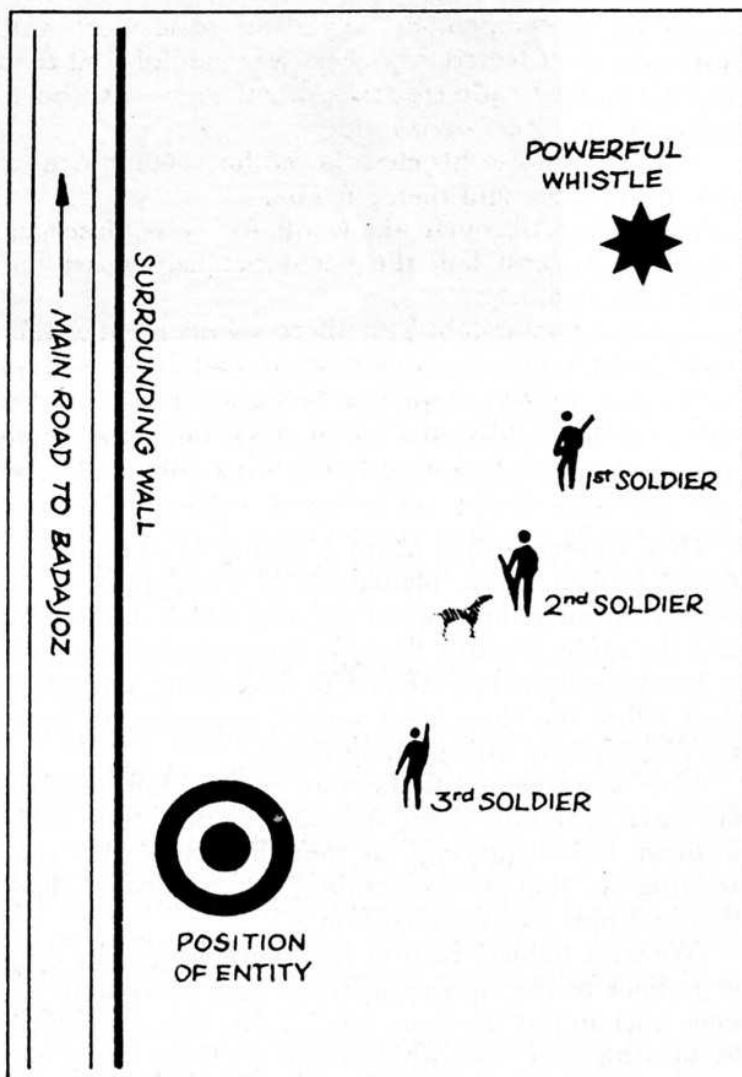 POWERFUL
WHISTLE
SURROUNDING WALL
MAIN ROAD TO BADAJOZ
1st SOLDIER
2nd SOLDIER
3rd SOLDIER
POSITION
OF ENTITY